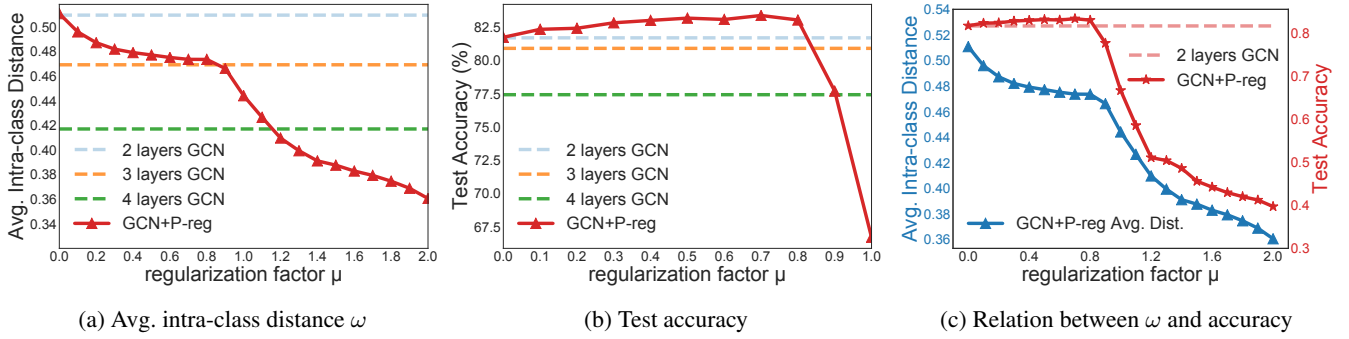 Avg. Intra-class Distance
0.50
0.48
0.46
0.44
0.42
0.40
0.38
0.36
0.34
2 layers GCN
3 layers GCN
4 layers GCN
GCN+P-reg
0.0 0.2 0.4 0.6 0.8 1.0 1.2 1.4 1.6 1.8 2.0
regularization factor μ
(a) Avg. intra-class distance ω
Test Accuracy (%)
82.5
80.0
77.5
75.0
72.5
70.0
67.5
2 layers GCN
3 layers GCN
4 layers GCN
GCN+P-reg
0.0 0.1 0.2 0.3 0.4 0.5 0.6 0.7 0.8 0.9 1.0
regularization factor μ
(b) Test accuracy
Avg. Intra-class Distance
0.54
0.52
0.50
0.48
0.46
0.44
0.42
0.40
0.38
0.36
2 layers GCN
GCN+P-reg
GCN+P-reg Avg. Dist.
0.8
0.7
0.6
0.5
0.4
0.3
Test Accuracy
0.0 0.4 0.8 1.2 1.6 2.0
regularization factor μ
(c) Relation between ω and accuracy